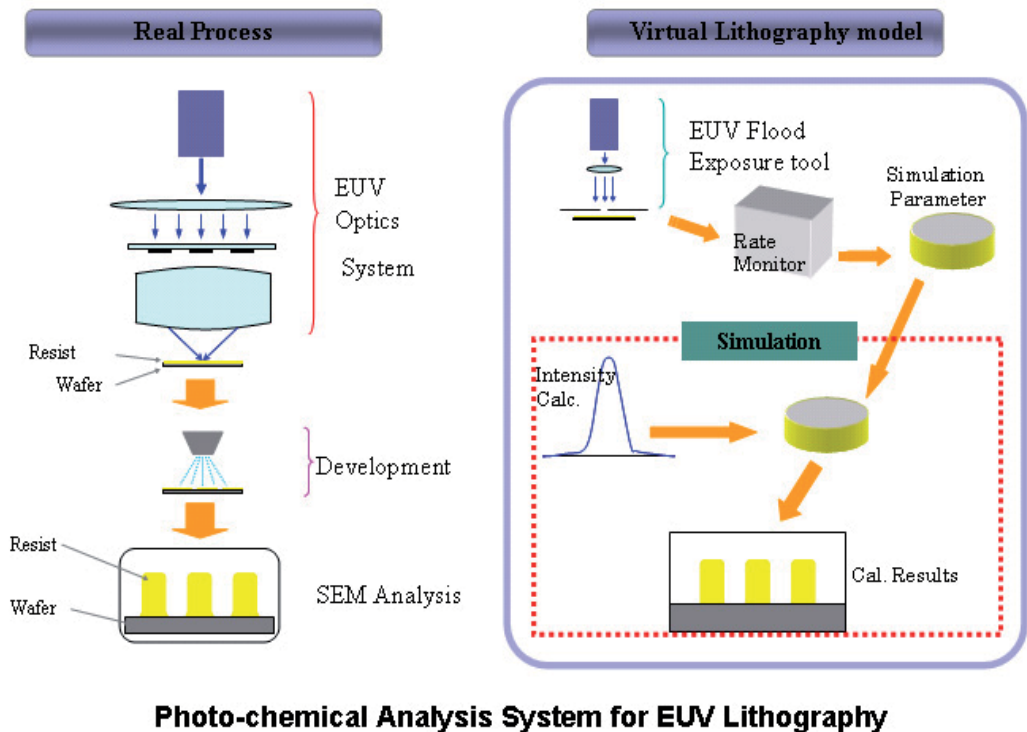 Real Process
Virtual Lithography model
EUV
Optics
System
Resist
Wafer
Development
Resist
Wafer
SEM Analysis
EUV Flood
Exposure tool
Rate
Monitor
Simulation
Parameter
Simulation
Intensity
Calc.
Cal. Results
Photo-chemical Analysis System for EUV Lithography